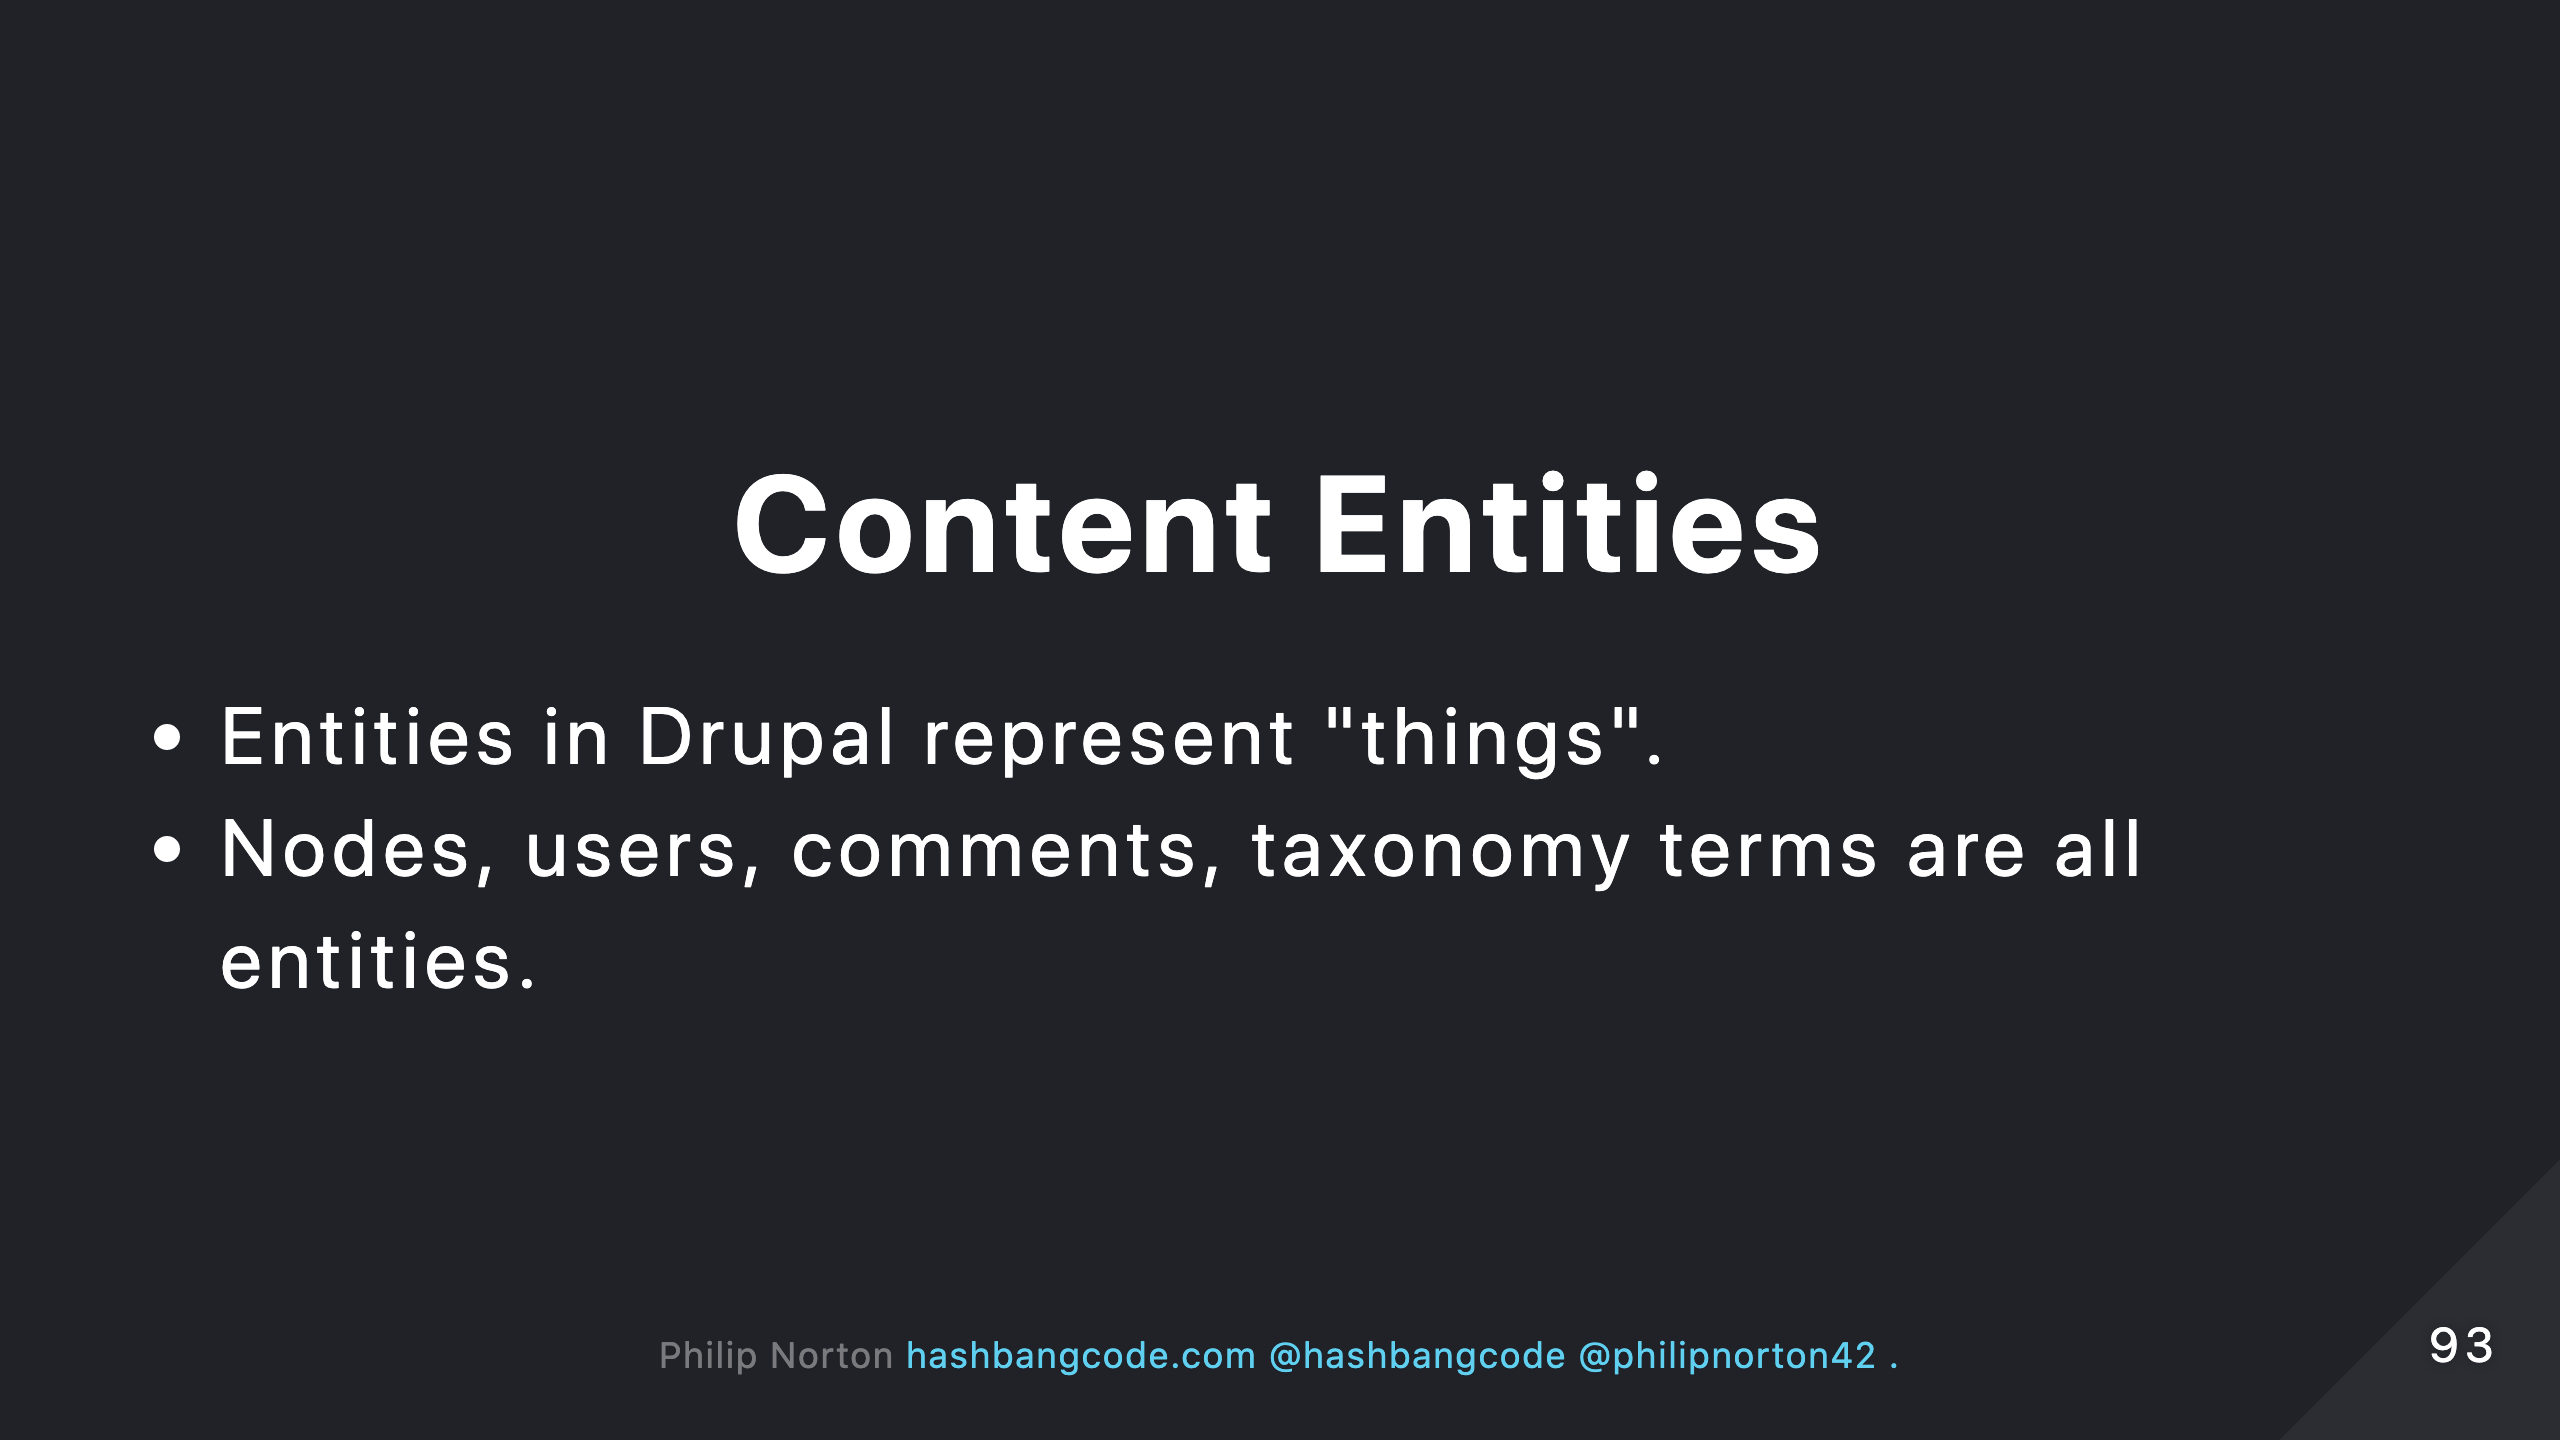 Content Entities
• Entities in Drupal represent "things".
• Nodes, users, comments, taxonomy terms are all
entities.
Philip Norton hashbangcode.com @hashbangcode @philipnorton42 .
93